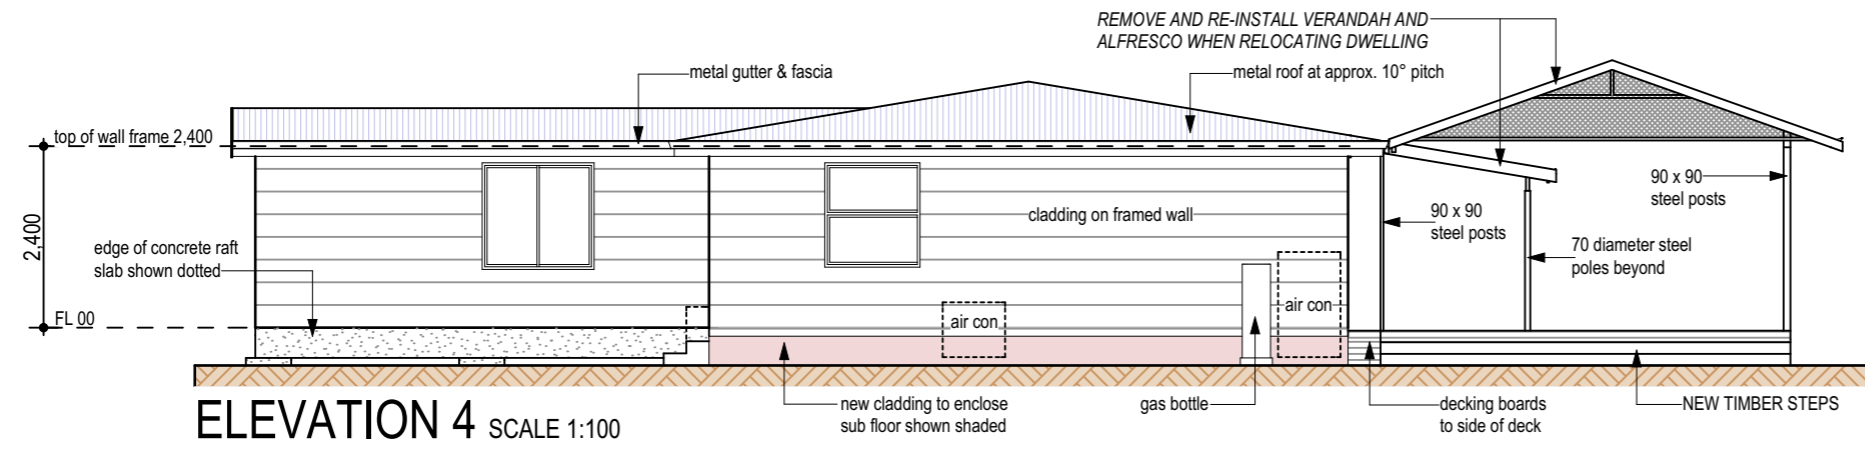 REMOVE AND RE-INSTALL VERANDAH AND
ALFRESCO WHEN RELOCATING DWELLING
metal gutter & fascia
metal roof at approx. 10° pitch
top of wall frame 2,400
90 x 90
steel posts
cladding on framed wall
90 x 90
steel posts
2,400
edge of concrete raft
slab shown dotted
70 diameter steel
poles beyond
air con
air con
FL 00
new cladding to enclose
sub floor shown shaded
gas bottle
decking boards
to side of deck
NEW TIMBER STEPS
ELEVATION 4 SCALE 1:100